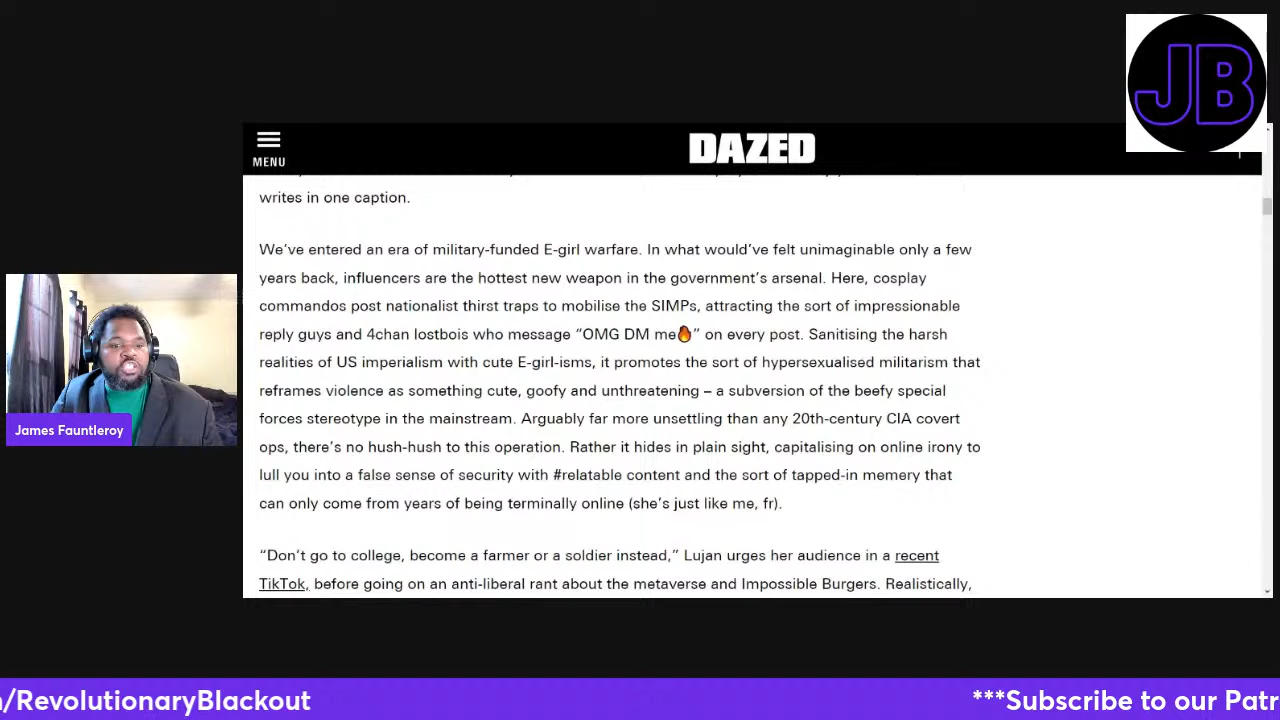 JB
MENU
DAZED
writes in one caption.
We've entered an era of military-funded E-girl warfare. In what would've felt unimaginable only a few
years back, influencers are the hottest new weapon in the government's arsenal. Here, cosplay
commandos post nationalist thirst traps to mobilise the SIMPs, attracting the sort of impressionable
reply guys and 4chan lostbois who message “OMG DM me🔥” on every post. Sanitising the harsh
realities of US imperialism with cute E-girl-isms, it promotes the sort of hypersexualised militarism that
reframes violence as something cute, goofy and unthreatening – a subversion of the beefy special
forces stereotype in the mainstream. Arguably far more unsettling than any 20th-century CIA covert
ops, there's no hush-hush to this operation. Rather it hides in plain sight, capitalising on online irony to
lull you into a false sense of security with #relatable content and the sort of tapped-in memery that
can only come from years of being terminally online (she's just like me, fr).
“Don't go to college, become a farmer or a soldier instead,” Lujan urges her audience in a recent
TikTok, before going on an anti-liberal rant about the metaverse and Impossible Burgers. Realistically,
James Fauntleroy
/RevolutionaryBlackout
***Subscribe to our Patr